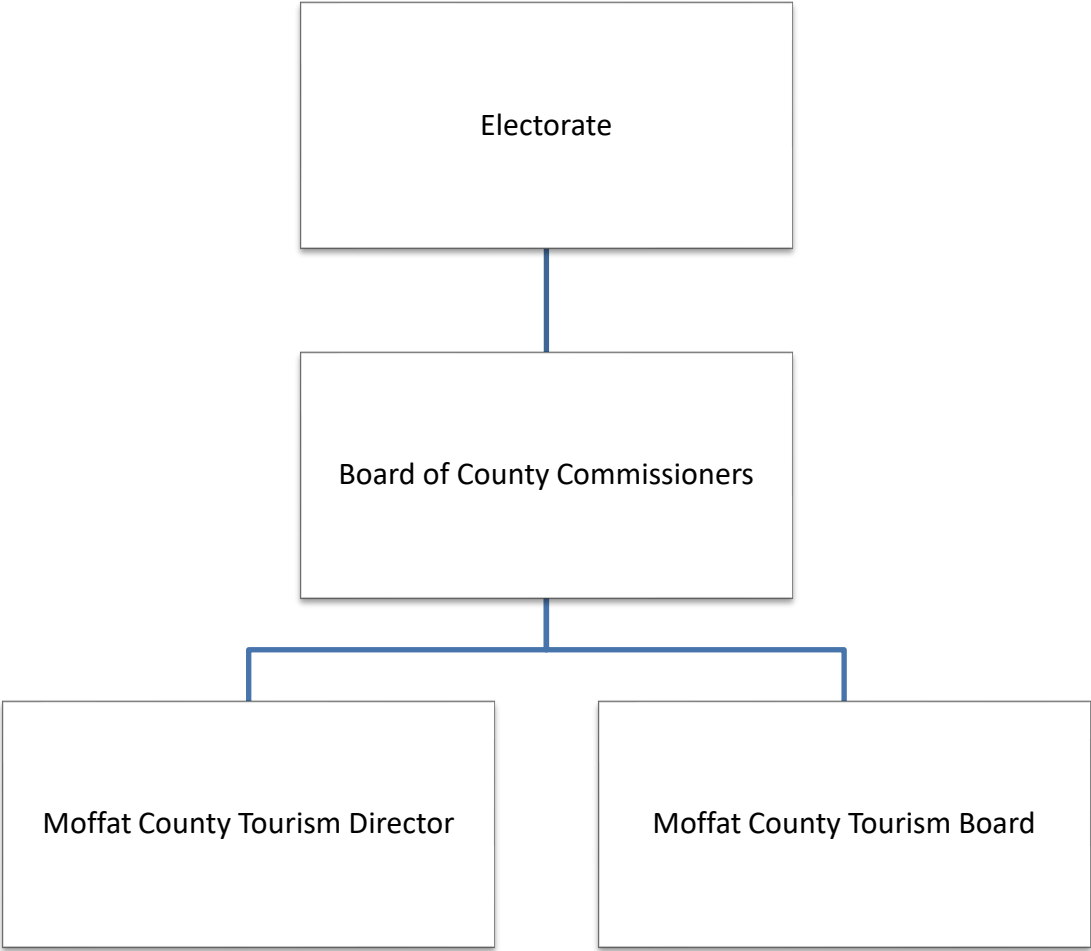 Electorate
Board of County Commissioners
Moffat County Tourism Director
Moffat County Tourism Board